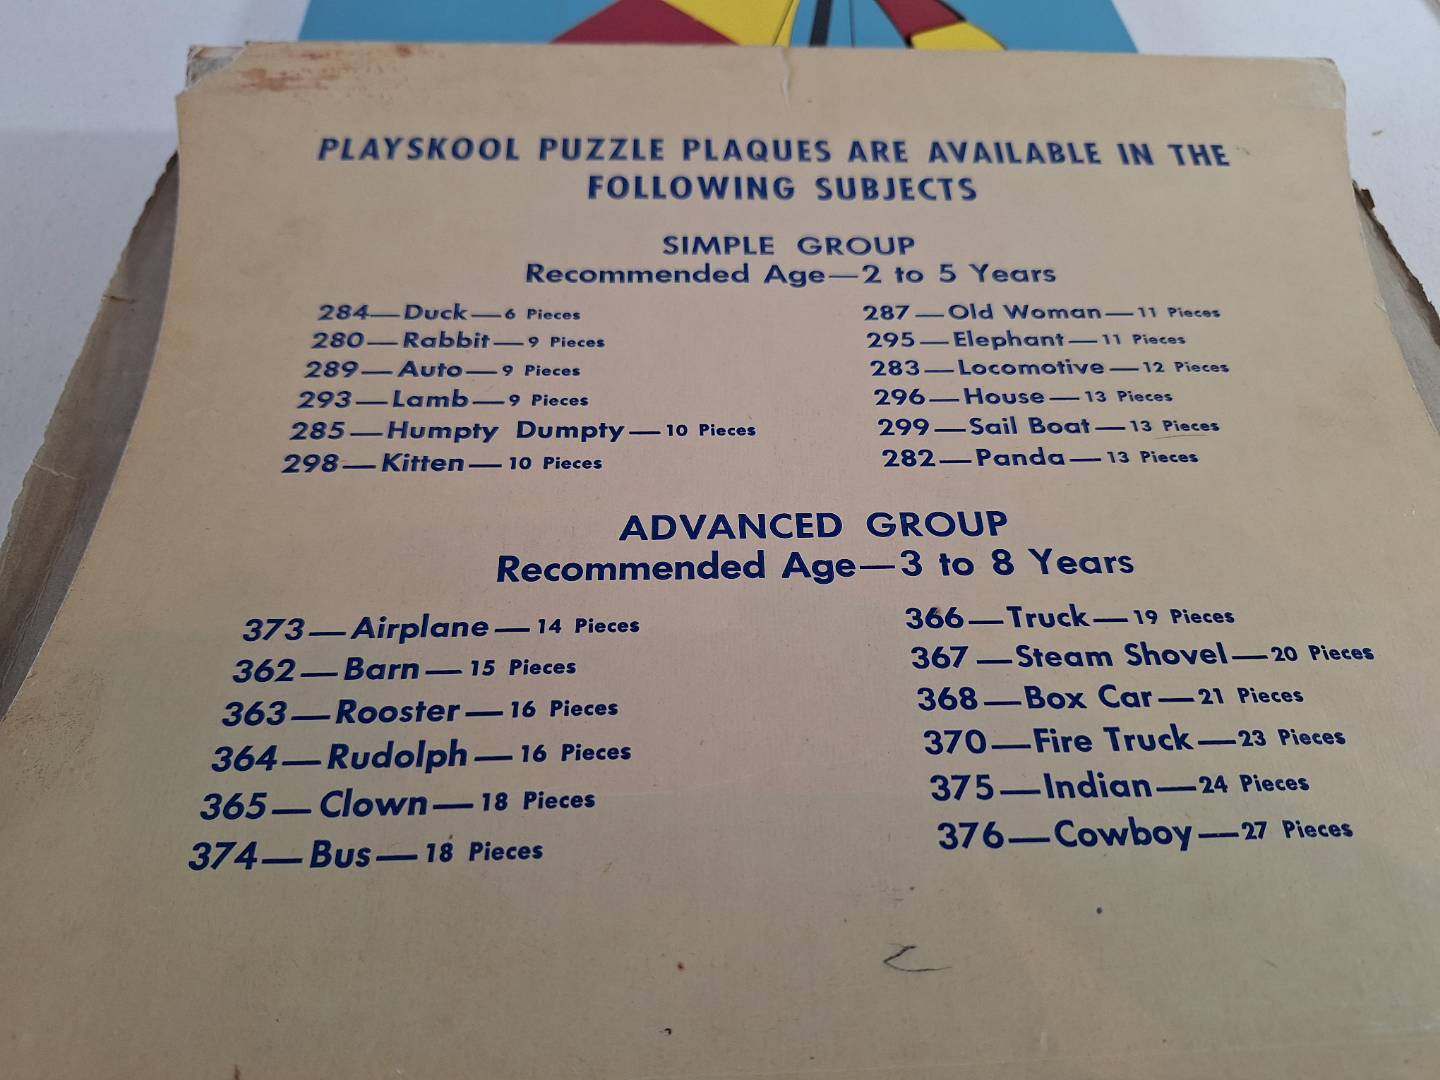 PLAYSKOOL PUZZLE PLAQUES ARE AVAILABLE IN THE
FOLLOWING SUBJECTS
SIMPLE GROUP
Recommended Age—2 to 5 Years
284—Duck—6 Pieces
280—Rabbit—9 Pieces
289—Auto—9 Pieces
293—Lamb—9 Pieces
285—Humpty Dumpty—10 Pieces
298—Kitten—10 Pieces
287—Old Woman—11 Pieces
295—Elephant—11 Pieces
283—Locomotive—12 Pieces
296—House—13 Pieces
299—Sail Boat—13 Pieces
282—Panda—13 Pieces
ADVANCED GROUP
Recommended Age—3 to 8 Years
373—Airplane—14 Pieces
362—Barn—15 Pieces
363—Rooster—16 Pieces
364—Rudolph—16 Pieces
365—Clown—18 Pieces
374—Bus—18 Pieces
366—Truck—19 Pieces
367—Steam Shovel—20 Pieces
368—Box Car—21 Pieces
370—Fire Truck—23 Pieces
375—Indian—24 Pieces
376—Cowboy—27 Pieces